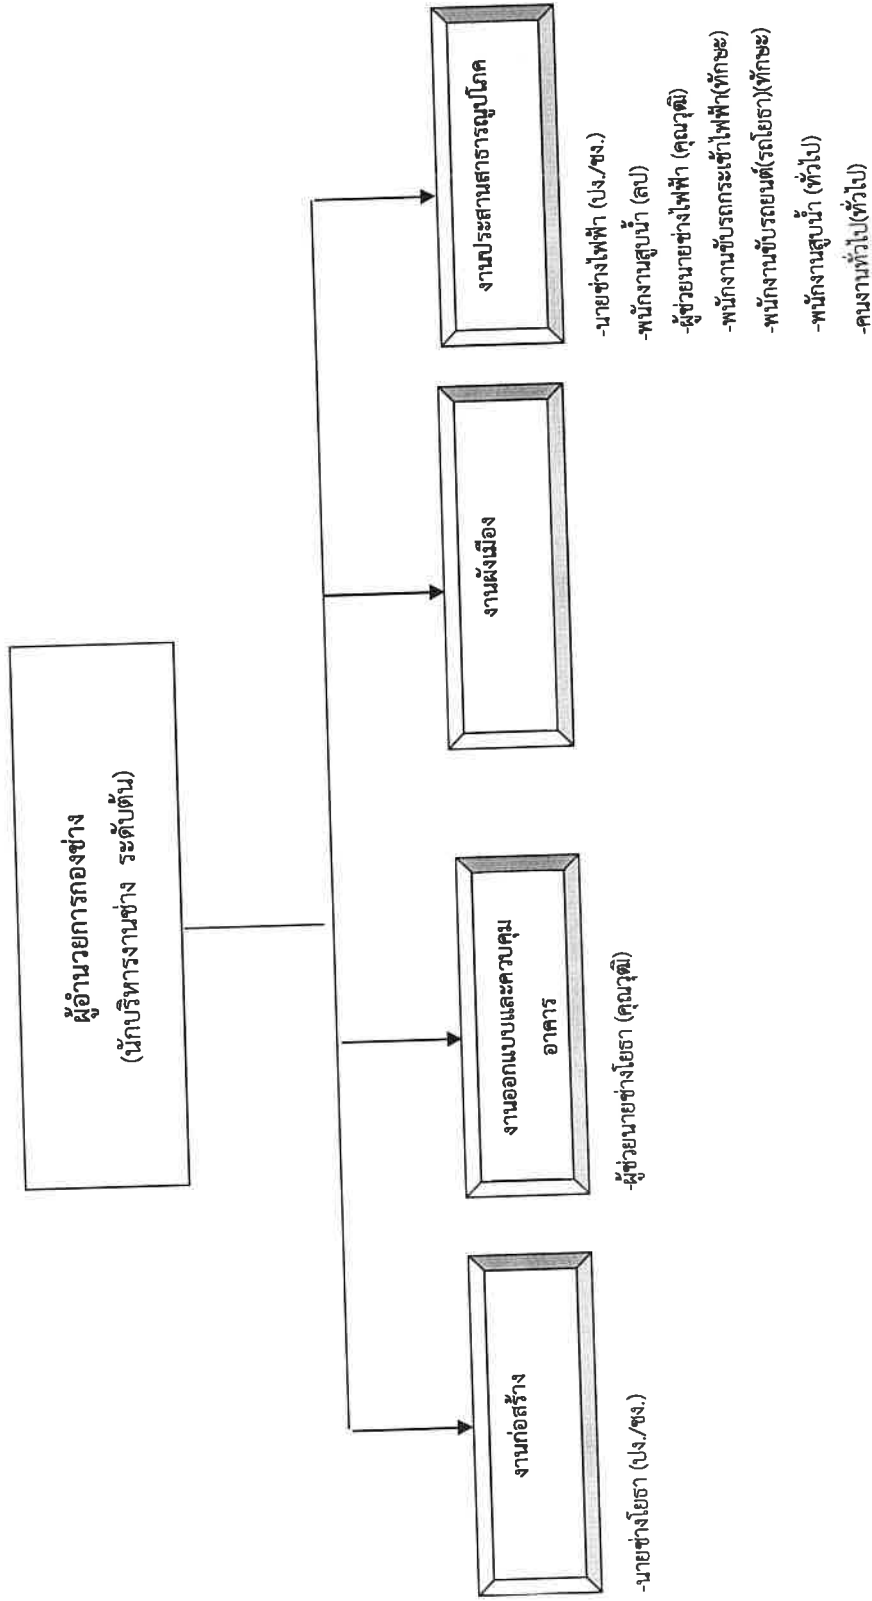 ผู้อำนวยการกองช่าง
(นักบริหารงานช่าง ระดับต้น)
งานก่อสร้าง
-นายช่างโยธา (ปง./ชง.)
งานออกแบบและควบคุม
อาคาร
-ผู้ช่วยนายช่างโยธา (คุณวุฒิ)
งานผังเมือง
งานประสานสาธารณูปโภค
-นายช่างไฟฟ้า (ปง./ชง.)
-พนักงานสูบน้ำ (ลป)
-ผู้ช่วยนายช่างไฟฟ้า (คุณวุฒิ)
-พนักงานขับรถกระเช้าไฟฟ้า(ทักษะ)
-พนักงานขับรถยนต์(รถโยธา)(ทักษะ)
-พนักงานสูบน้ำ (ทั่วไป)
-คนงานทั่วไป(ทั่วไป)